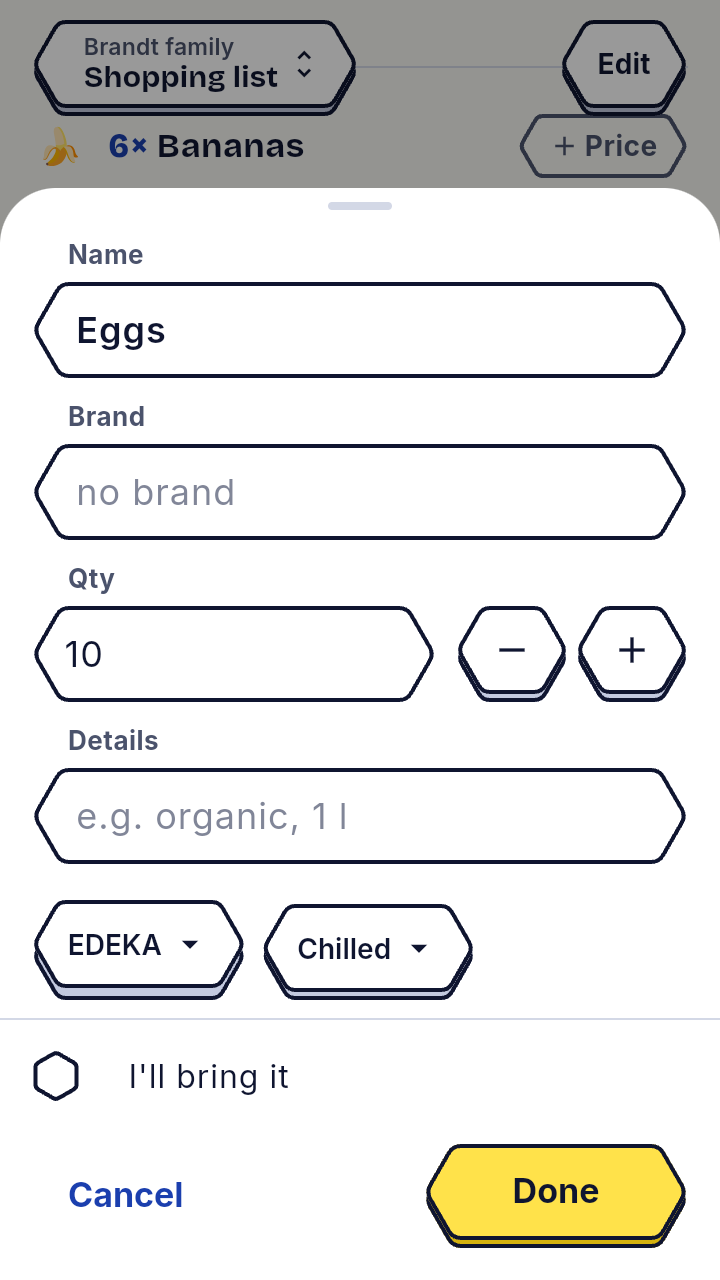 Brandt family
Shopping list
Edit
6× Bananas
+ Price
Name
Eggs
Brand
no brand
Qty
10
− +
Details
e.g. organic, 1 l
EDEKA
Chilled
I'll bring it
Cancel
Done